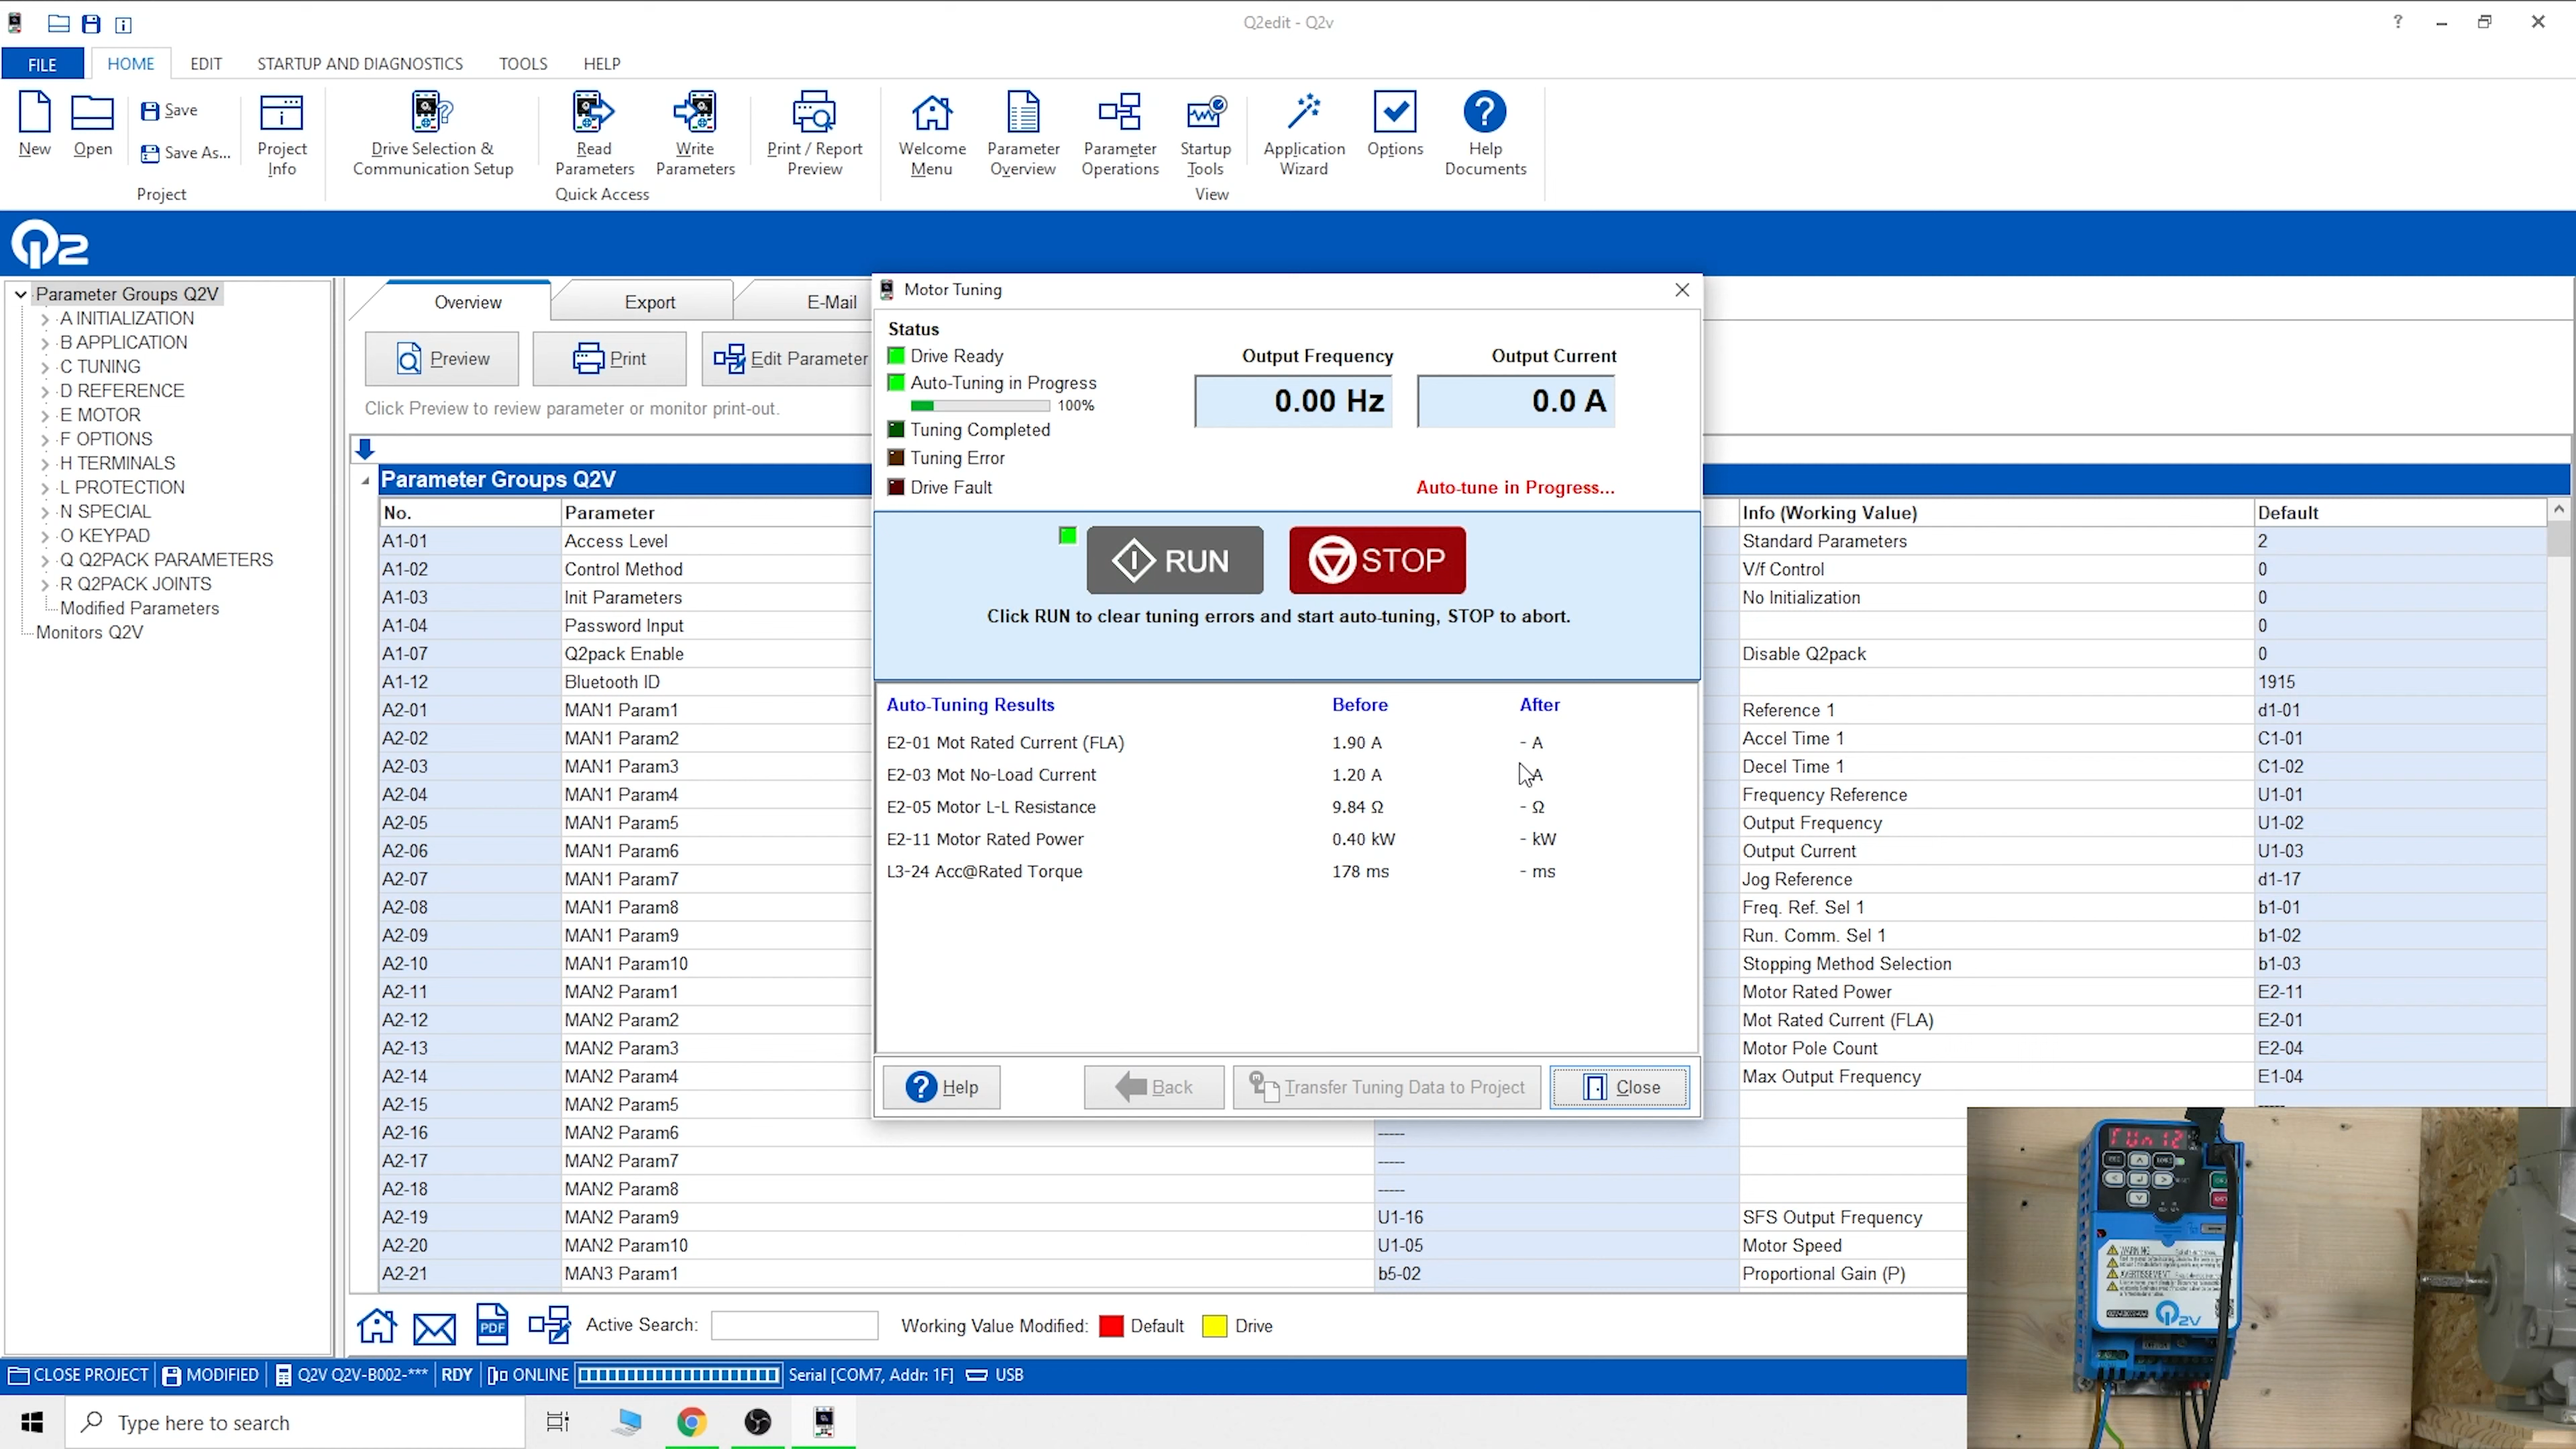 Q2edit - Q2v
FILE HOME EDIT STARTUP AND DIAGNOSTICS TOOLS HELP
New Open Save Save As... Project Info Drive Selection & Communication Setup Read Parameters Write Parameters Print / Report Preview Welcome Menu Parameter Overview Parameter Operations Startup Tools Application Wizard Options Help Documents
Project Quick Access View
Q2
Parameter Groups Q2V
A INITIALIZATION
B APPLICATION
C TUNING
D REFERENCE
E MOTOR
F OPTIONS
H TERMINALS
L PROTECTION
N SPECIAL
O KEYPAD
Q Q2PACK PARAMETERS
R Q2PACK JOINTS
Modified Parameters
Monitors Q2V
Overview Export E-Mail
Preview Print Edit Parameter
Click Preview to review parameter or monitor print-out.
Parameter Groups Q2V
No. Parameter Info (Working Value) Default
A1-01 Access Level Standard Parameters 2
A1-02 Control Method V/f Control 0
A1-03 Init Parameters No Initialization 0
A1-04 Password Input 0
A1-07 Q2pack Enable Disable Q2pack 0
A1-12 Bluetooth ID 1915
A2-01 MAN1 Param1 Reference 1 d1-01
A2-02 MAN1 Param2 Accel Time 1 C1-01
A2-03 MAN1 Param3 Decel Time 1 C1-02
A2-04 MAN1 Param4 Frequency Reference U1-01
A2-05 MAN1 Param5 Output Frequency U1-02
A2-06 MAN1 Param6 Output Current U1-03
A2-07 MAN1 Param7 Jog Reference d1-17
A2-08 MAN1 Param8 Freq. Ref. Sel 1 b1-01
A2-09 MAN1 Param9 Run. Comm. Sel 1 b1-02
A2-10 MAN1 Param10 Stopping Method Selection b1-03
A2-11 MAN2 Param1 Motor Rated Power E2-11
A2-12 MAN2 Param2 Mot Rated Current (FLA) E2-01
A2-13 MAN2 Param3 Motor Pole Count E2-04
A2-14 MAN2 Param4 Max Output Frequency E1-04
A2-15 MAN2 Param5 -----
A2-16 MAN2 Param6 -----
A2-17 MAN2 Param7 -----
A2-18 MAN2 Param8 -----
A2-19 MAN2 Param9 U1-16 SFS Output Frequency
A2-20 MAN2 Param10 U1-05 Motor Speed
A2-21 MAN3 Param1 b5-02 Proportional Gain (P)
Motor Tuning
Status
Drive Ready
Auto-Tuning in Progress
100%
Tuning Completed
Tuning Error
Drive Fault
Output Frequency Output Current
0.00 Hz 0.0 A
Auto-tune in Progress...
RUN STOP
Click RUN to clear tuning errors and start auto-tuning, STOP to abort.
Auto-Tuning Results Before After
E2-01 Mot Rated Current (FLA) 1.90 A - A
E2-03 Mot No-Load Current 1.20 A A
E2-05 Motor L-L Resistance 9.84 Ω - Ω
E2-11 Motor Rated Power 0.40 kW - kW
L3-24 Acc@Rated Torque 178 ms - ms
Help Back Transfer Tuning Data to Project Close
PDF Active Search: Working Value Modified: Default Drive
CLOSE PROJECT MODIFIED Q2V Q2V-B002-*** RDY ONLINE Serial [COM7, Addr: 1F] USB
Type here to search
TUn12
WARNING
AVERTISSEMENT
Q2V